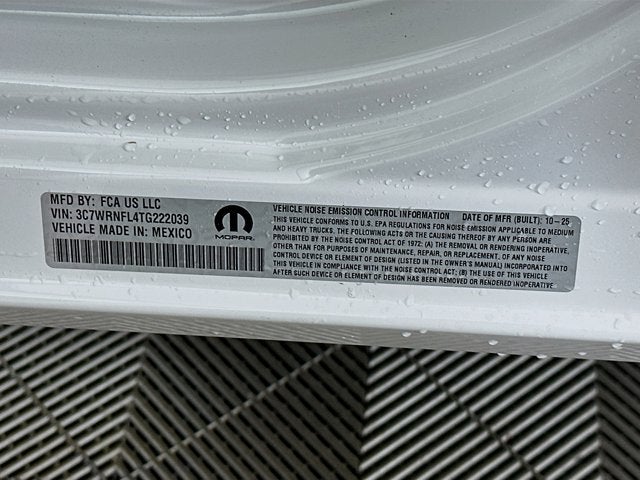 MFD BY: FCA US LLC
VIN: 3C7WRNFL4TG222039
VEHICLE MADE IN: MEXICO
MOPAR
VEHICLE NOISE EMISSION CONTROL INFORMATION DATE OF MFR (BUILT): 10-25
THIS VEHICLE CONFORMS TO U.S. EPA REGULATIONS FOR NOISE EMISSION APPLICABLE TO MEDIUM
AND HEAVY TRUCKS. THE FOLLOWING ACTS OR THE CAUSING THEREOF BY ANY PERSON ARE
PROHIBITED BY THE NOISE CONTROL ACT OF 1972: (A) THE REMOVAL OR RENDERING INOPERATIVE,
OTHER THAN FOR PURPOSES OF MAINTENANCE, REPAIR, OR REPLACEMENT, OF ANY NOISE
CONTROL DEVICE OR ELEMENT OF DESIGN (LISTED IN THE OWNER'S MANUAL) INCORPORATED INTO
THIS VEHICLE IN COMPLIANCE WITH THE NOISE CONTROL ACT; (B) THE USE OF THIS VEHICLE
AFTER SUCH DEVICE OR ELEMENT OF DESIGN HAS BEEN REMOVED OR RENDERED INOPERATIVE